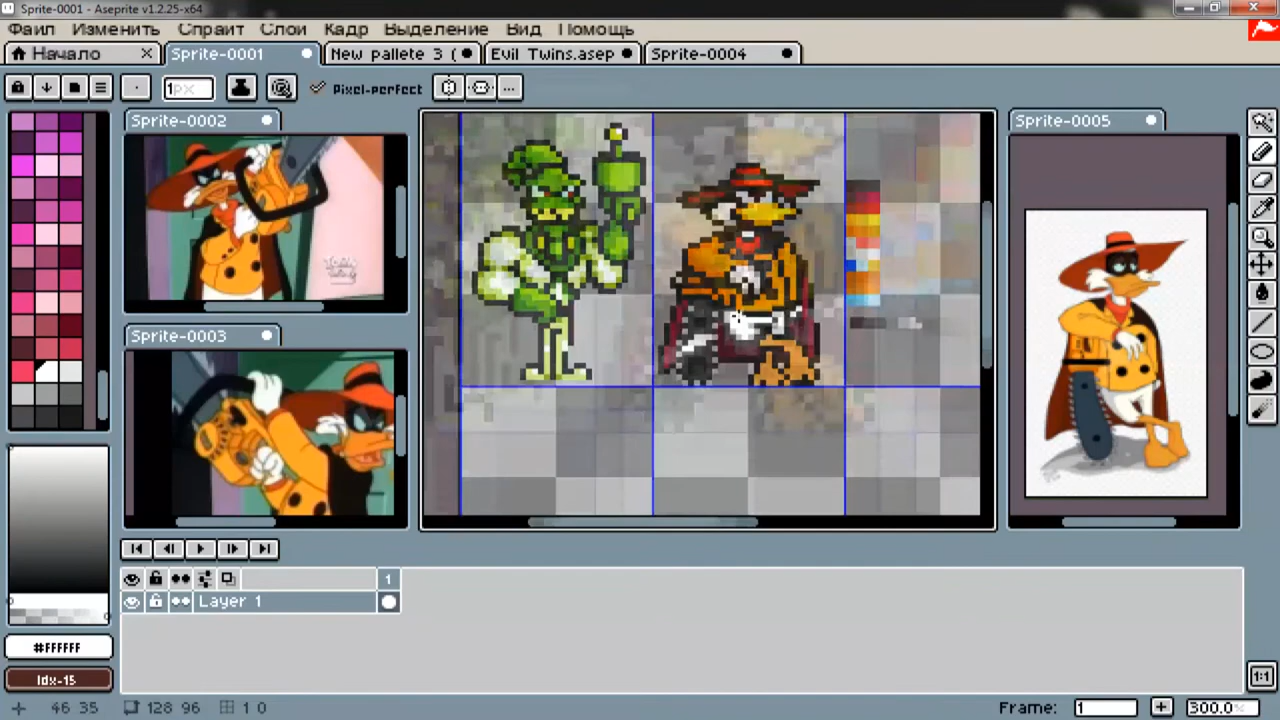 Sprite-0001 - Aseprite v1.2.25-x64
Файл Изменить Спрайт Слои Кадр Выделение Вид Помощь
Начало Sprite-0001 New pallete 3 ( Evil Twins.asep Sprite-0004
1px Pixel-perfect ...
Sprite-0002
Sprite-0005
Sprite-0003
1
Layer 1
#FFFFFF
Idx-15
1:1
46 35 128 96 1 0 Frame: 1 300.0%